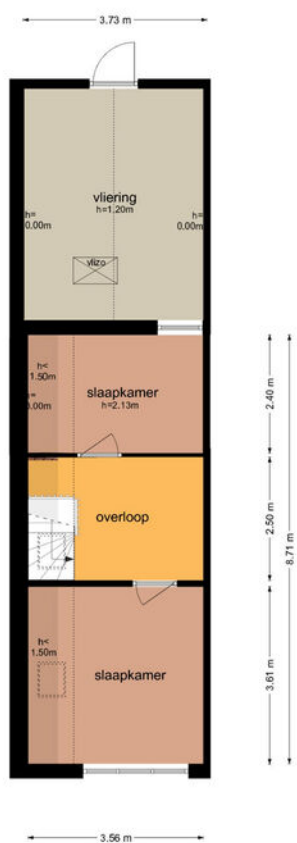 3.73 m
vliering
h=1.20m
h=
0.00m
h=
0.00m
vlizo
h<
1.50m
slaapkamer
h=
0.00m
h=2.13m
2.40 m
overloop
2.50 m
8.71 m
h<
1.50m
slaapkamer
3.61 m
3.56 m